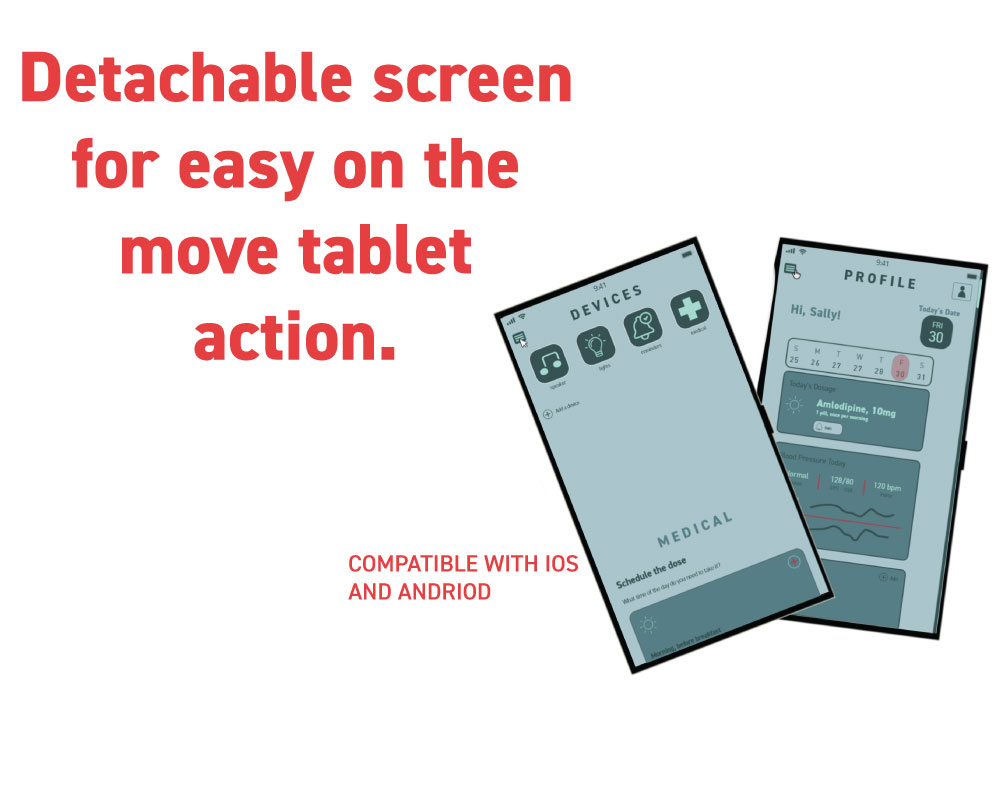 Detachable screen
for easy on the
move tablet
action.
COMPATIBLE WITH IOS
AND ANDRIOD
9:41
DEVICES
speaker
lights
reminders
medical
Add a device
MEDICAL
Schedule the dose
What time of the day do you need to take it?
Morning, before breakfast
9:41
PROFILE
Hi, Sally!
Today's Date
FRI
30
S M T W T F S
25 26 27 27 28 30 31
Today's Dosage
Amlodipine, 10mg
1 pill, once per morning
Blood Pressure Today
Normal 128/80 120 bpm